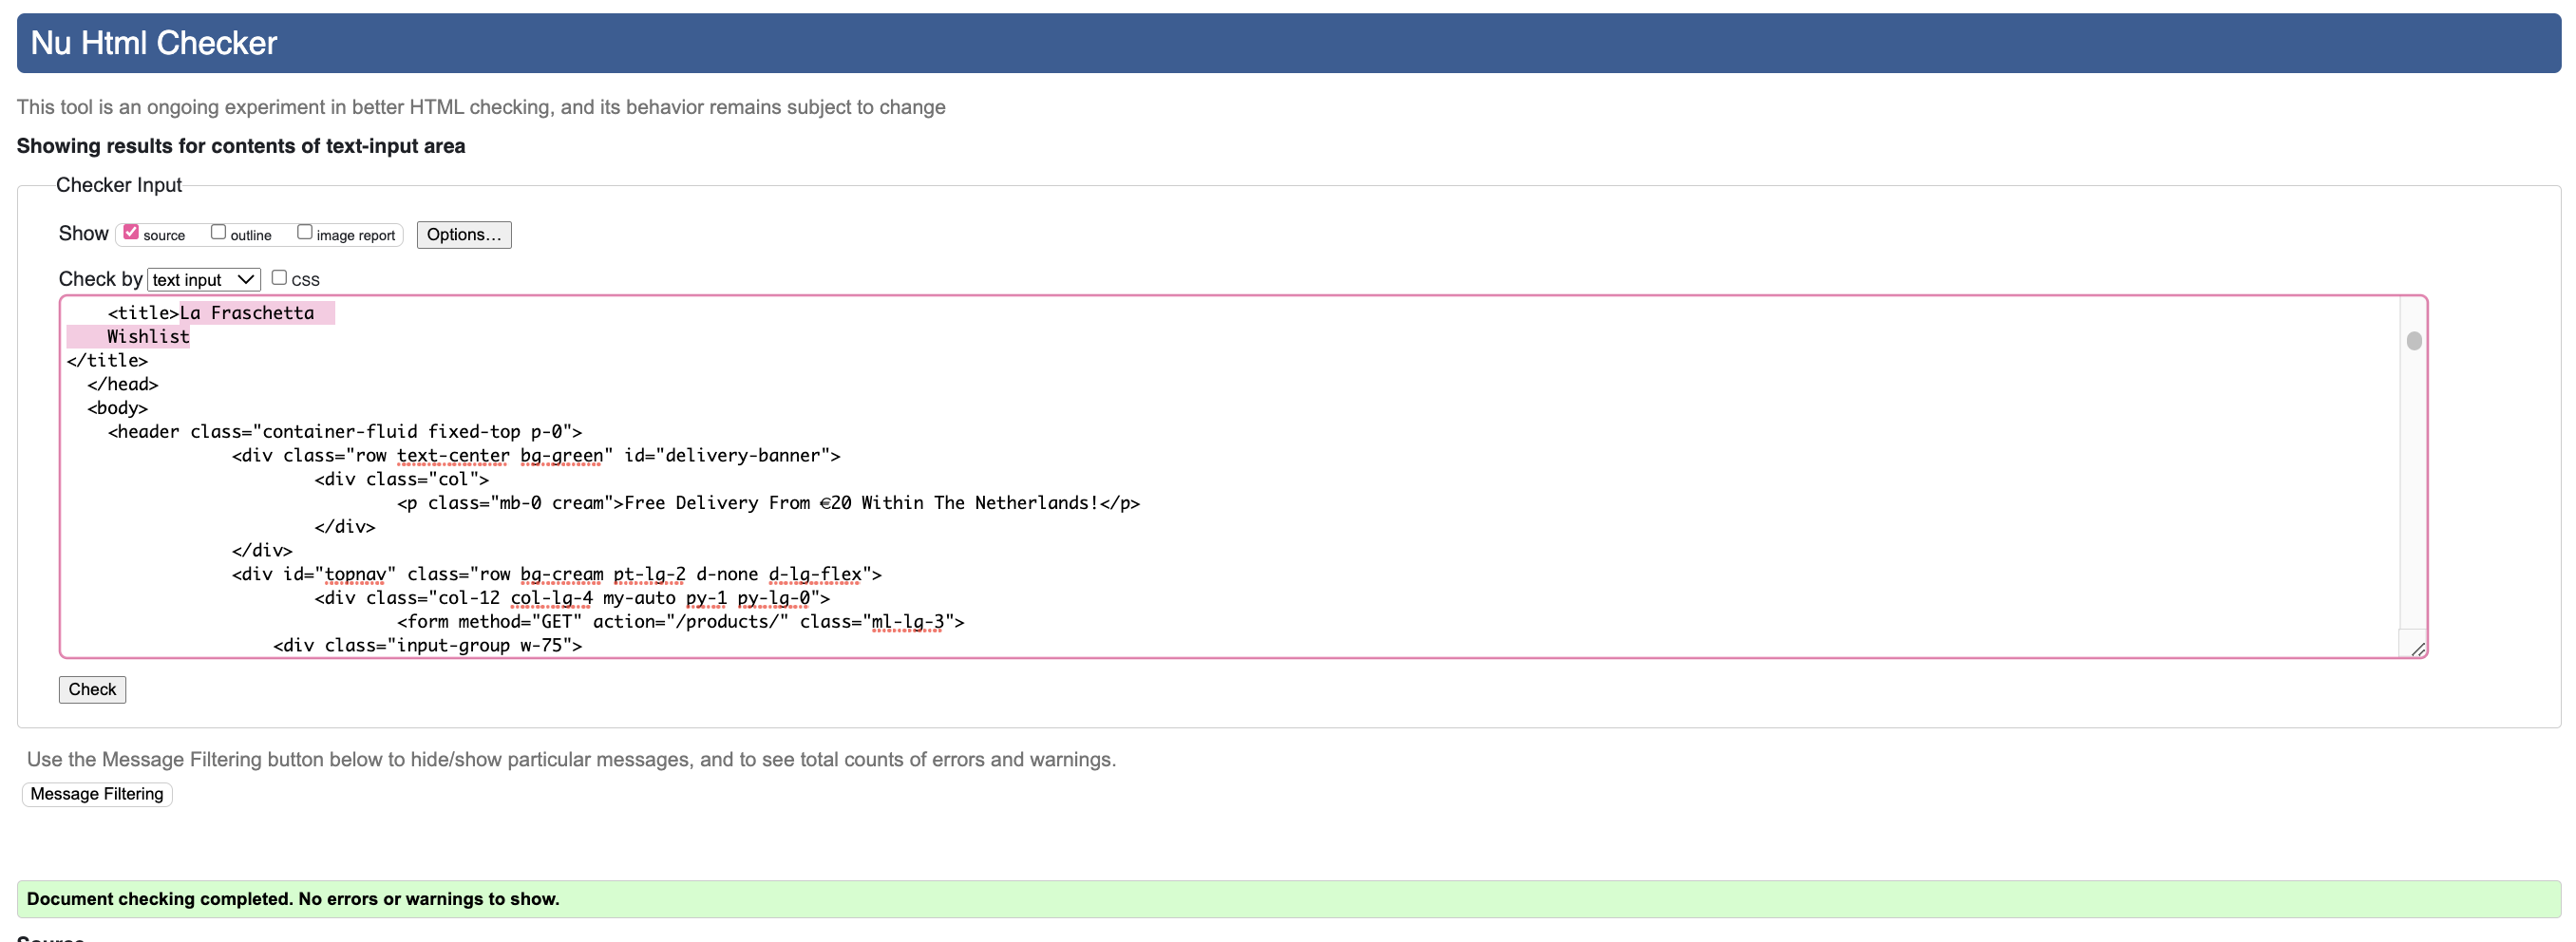 Nu Html Checker
This tool is an ongoing experiment in better HTML checking, and its behavior remains subject to change
Showing results for contents of text-input area
Checker Input
Show source outline image report Options…
Check by text input css
<title>La Fraschetta
Wishlist
</title>
</head>
<body>
<header class="container-fluid fixed-top p-0">
<div class="row text-center bg-green" id="delivery-banner">
<div class="col">
<p class="mb-0 cream">Free Delivery From €20 Within The Netherlands!</p>
</div>
</div>
<div id="topnav" class="row bg-cream pt-lg-2 d-none d-lg-flex">
<div class="col-12 col-lg-4 my-auto py-1 py-lg-0">
<form method="GET" action="/products/" class="ml-lg-3">
<div class="input-group w-75">
Check
Use the Message Filtering button below to hide/show particular messages, and to see total counts of errors and warnings.
Message Filtering
Document checking completed. No errors or warnings to show.
Source